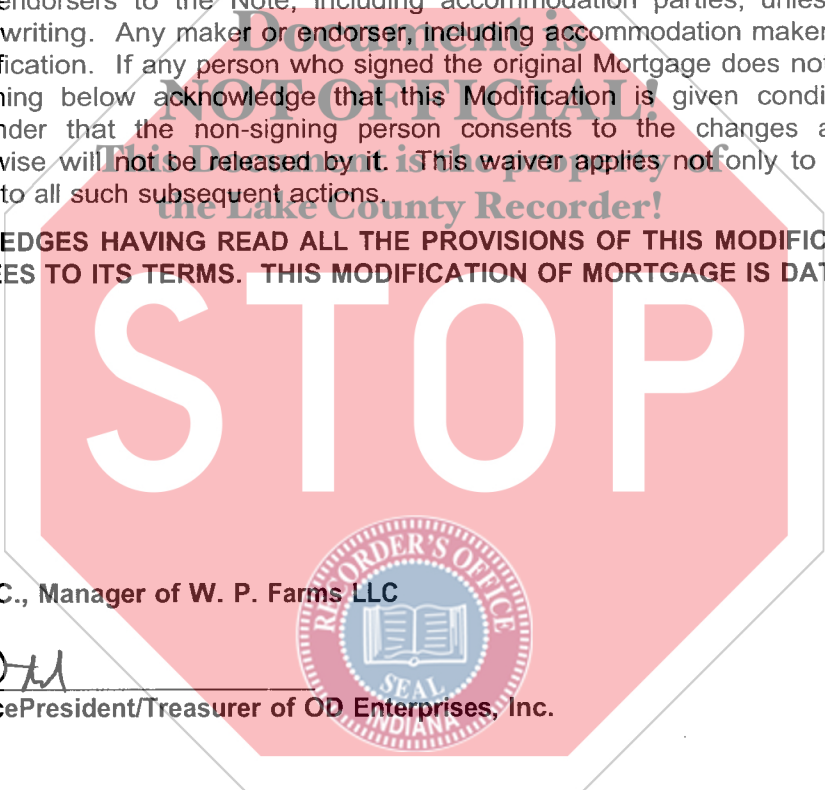 endorsers to the Note, including accommodation parties, unles
writing. Any maker or endorser, including accommodation maker
fication. If any person who signed the original Mortgage does no
ning below acknowledge that this Modification is given condi
nder that the non-signing person consents to the changes a
wise will not be released by it. This waiver applies not only to
to all such subsequent actions.
Document is
NOT OFFICIAL!
This Document is the property of
the Lake County Recorder!
EDGES HAVING READ ALL THE PROVISIONS OF THIS MODIFIC
EES TO ITS TERMS. THIS MODIFICATION OF MORTGAGE IS DAT
STOP
RECORDER'S OFFICE
SEAL
INDIANA
C., Manager of W. P. Farms LLC
cePresident/Treasurer of OD Enterprises, Inc.